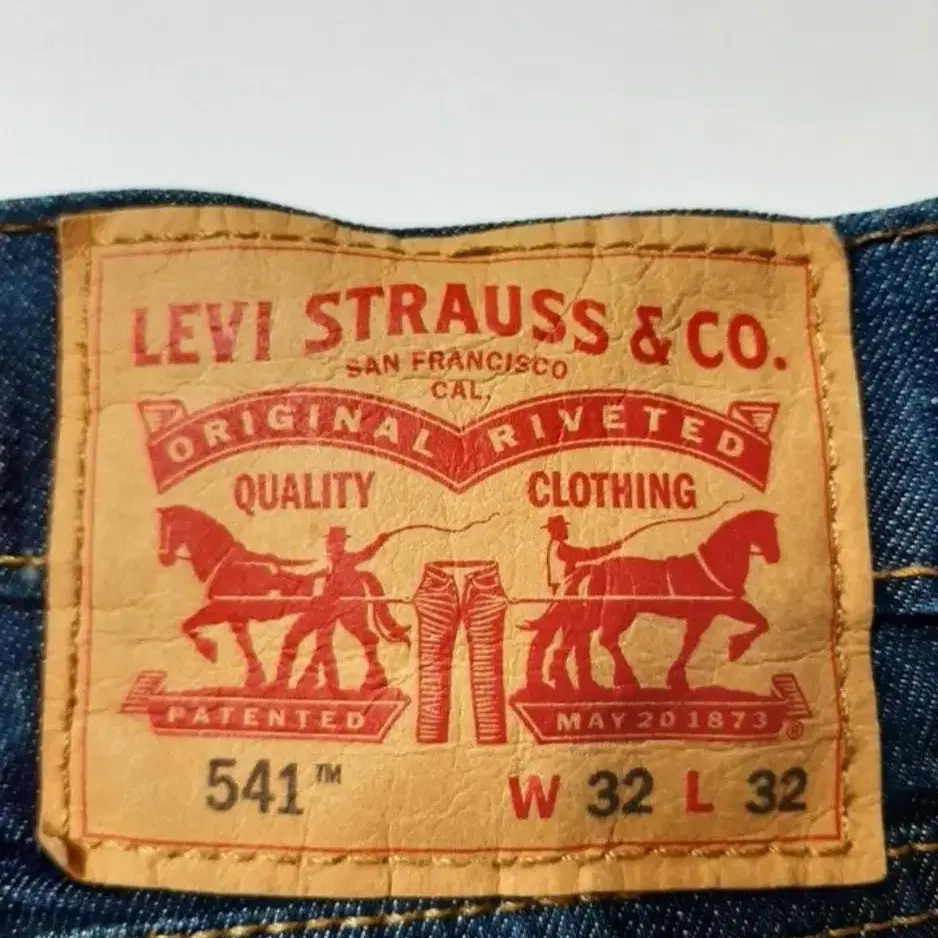 LEVI STRAUSS & CO.
SAN FRANCISCO
CAL.
ORIGINAL RIVETED
QUALITY CLOTHING
PATENTED MAY 20 1873 ®
541™ W 32 L 32